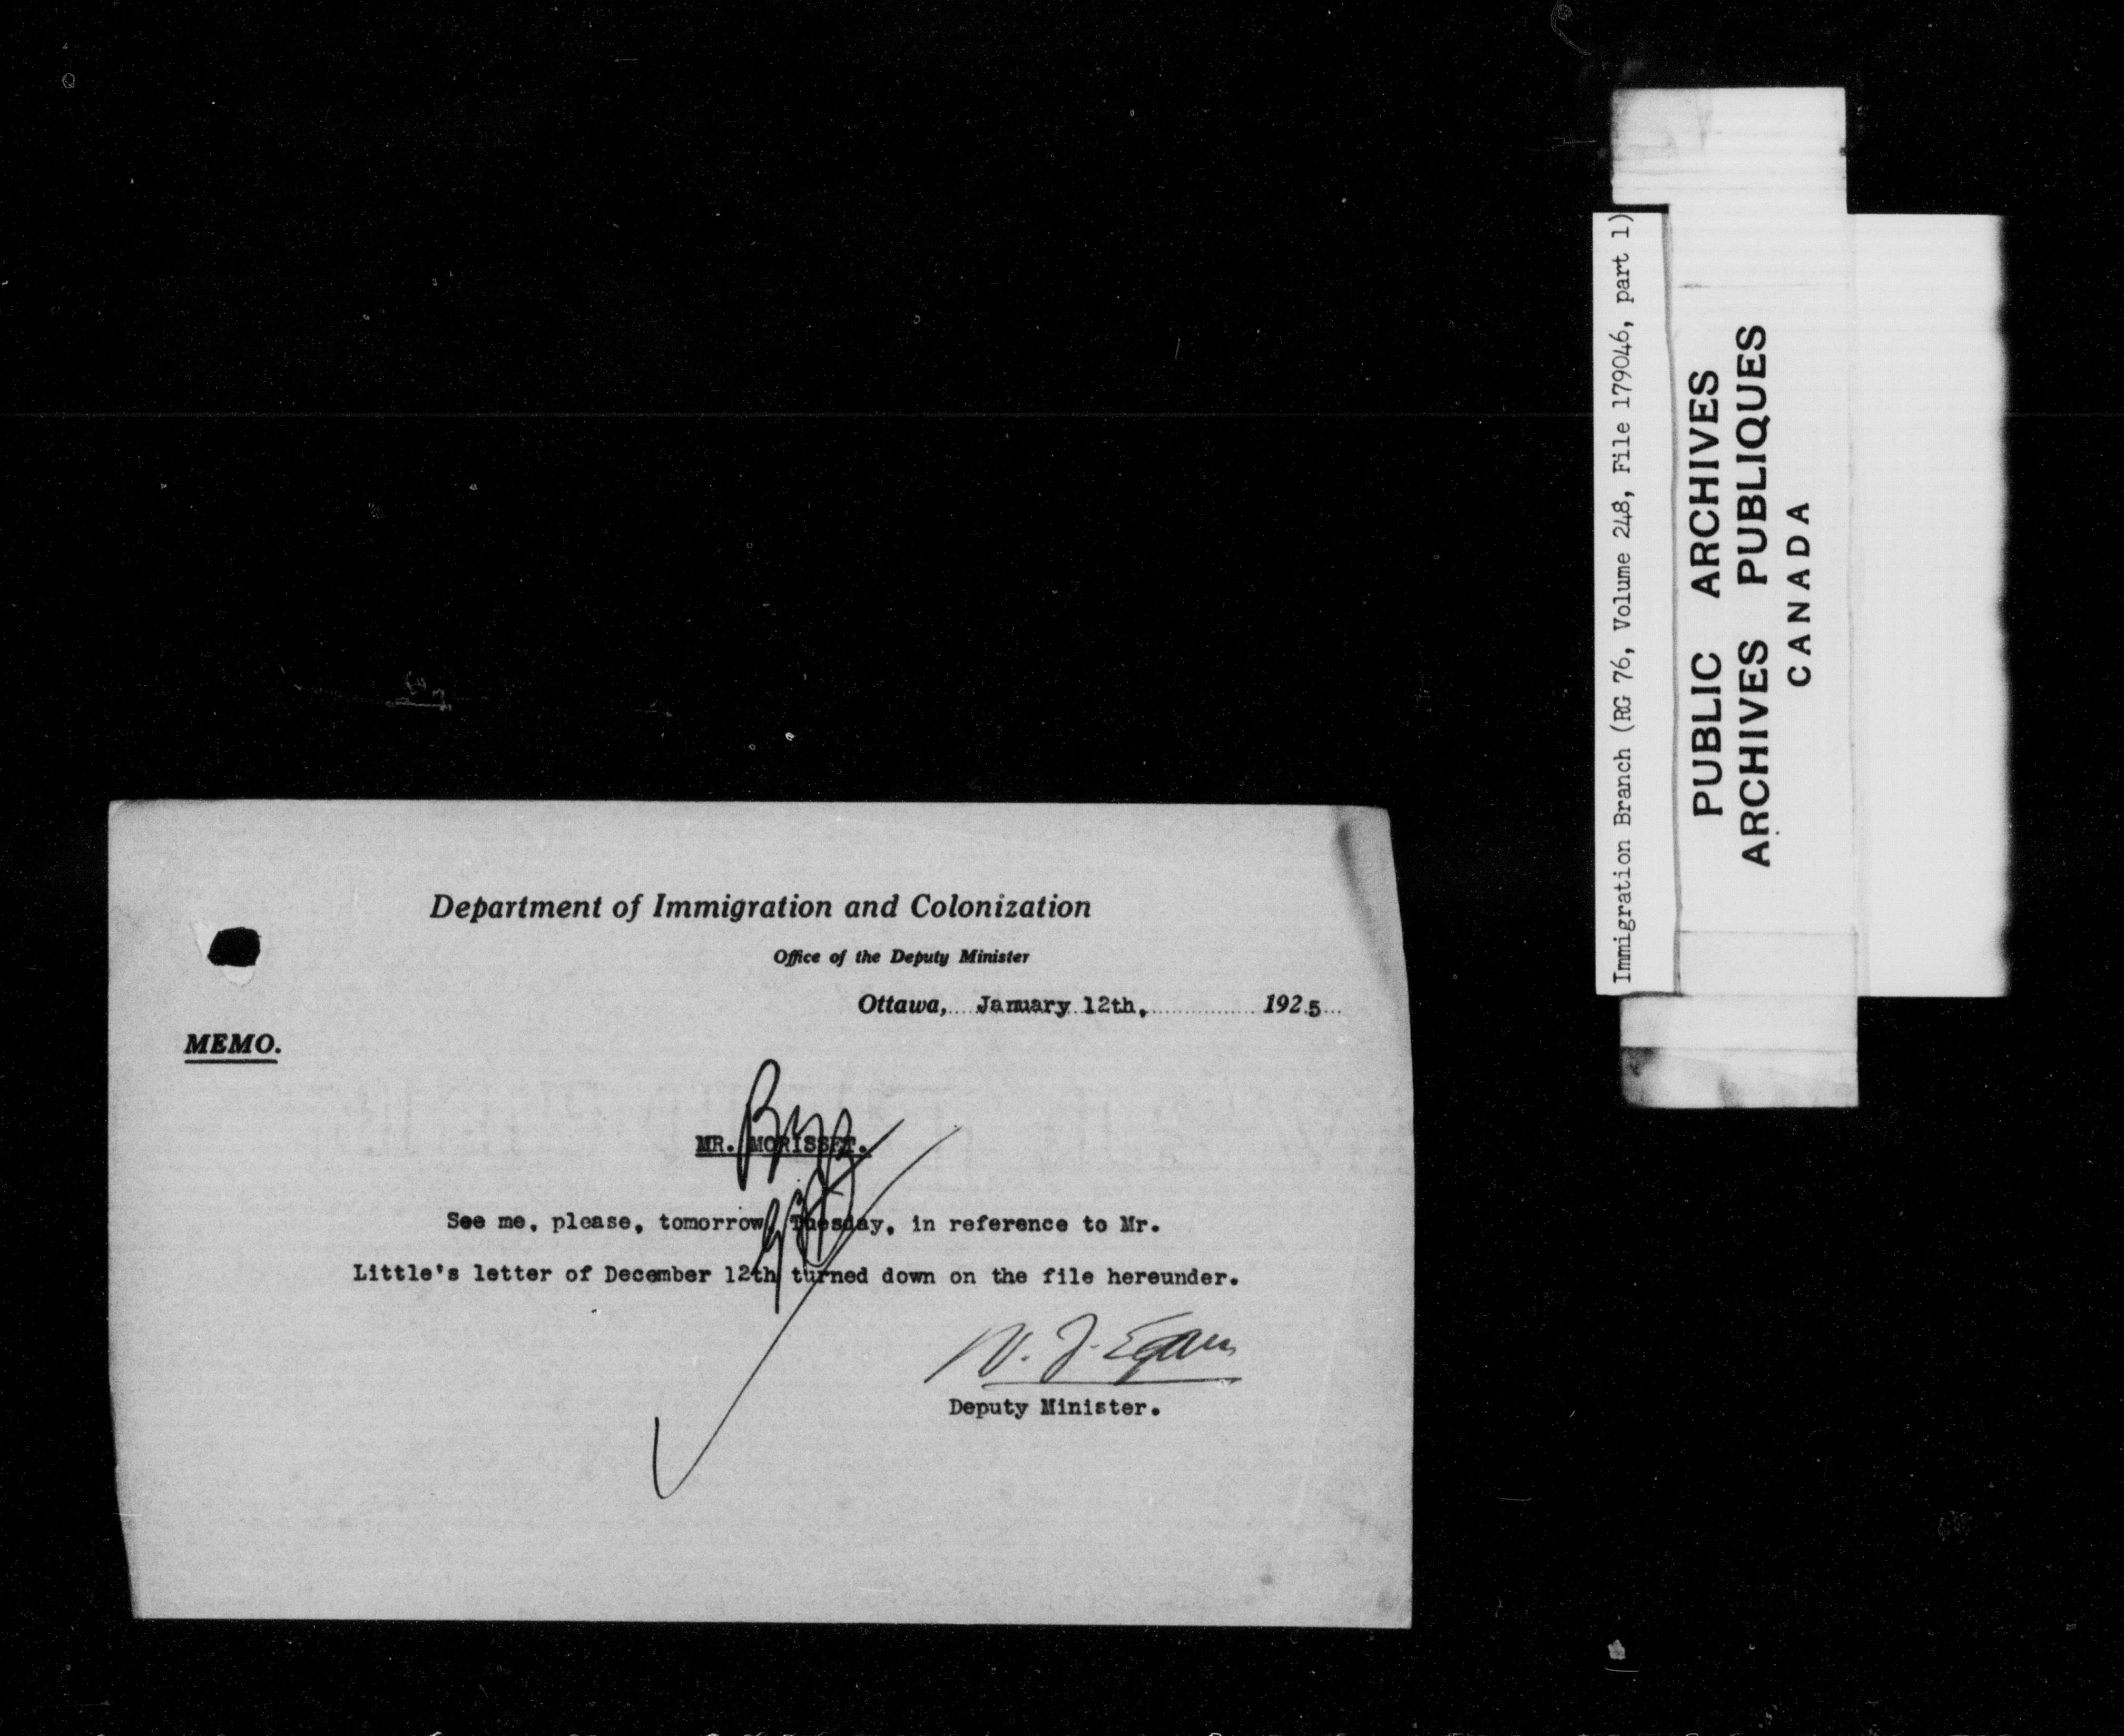 Department of Immigration and Colonization
Office of the Deputy Minister
Ottawa, January 12th, 1925
MEMO.
MR. MORISSET.
See me, please, tomorrow, Tuesday, in reference to Mr.
Little's letter of December 12th turned down on the file hereunder.
W. J. Egan
Deputy Minister.
Immigration Branch (RG 76, Volume 248, File 179046, part 1)
PUBLIC ARCHIVES
ARCHIVES PUBLIQUES
CANADA